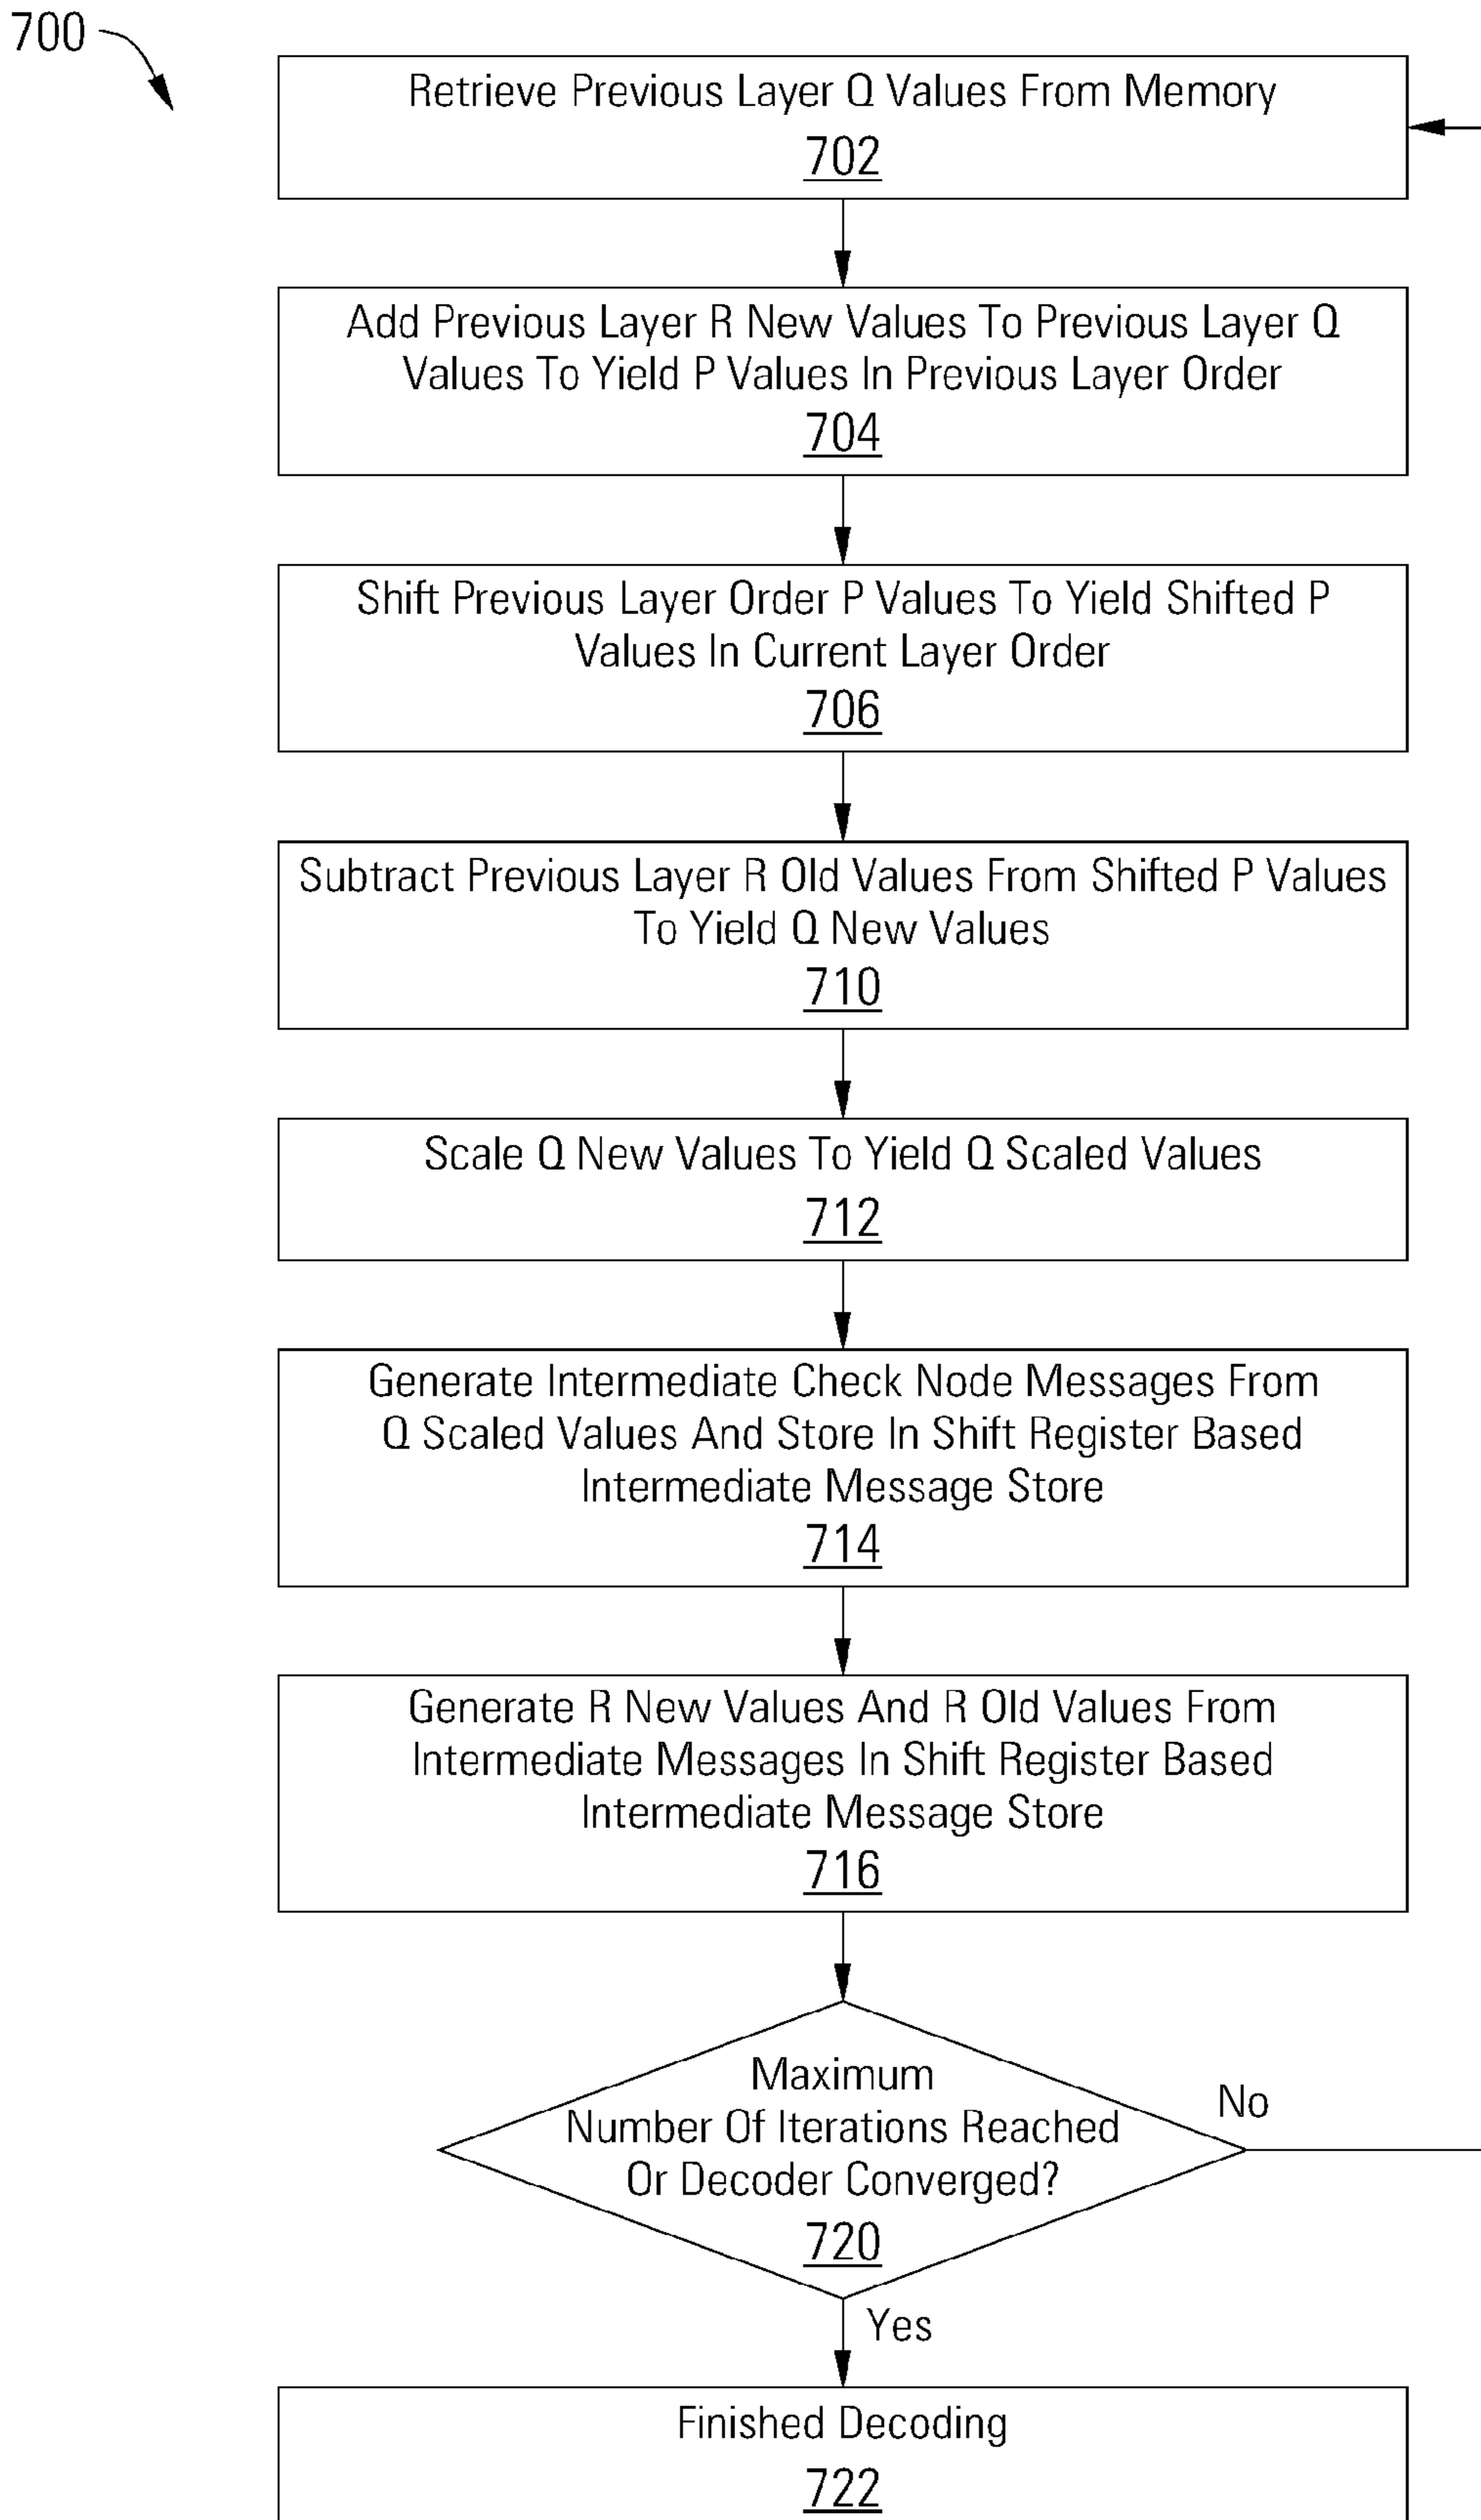 700
Retrieve Previous Layer Q Values From Memory
702
Add Previous Layer R New Values To Previous Layer Q
Values To Yield P Values In Previous Layer Order
704
Shift Previous Layer Order P Values To Yield Shifted P
Values In Current Layer Order
706
Subtract Previous Layer R Old Values From Shifted P Values
To Yield Q New Values
710
Scale Q New Values To Yield Q Scaled Values
712
Generate Intermediate Check Node Messages From
Q Scaled Values And Store In Shift Register Based
Intermediate Message Store
714
Generate R New Values And R Old Values From
Intermediate Messages In Shift Register Based
Intermediate Message Store
716
Maximum
Number Of Iterations Reached
Or Decoder Converged?
720
No
Yes
Finished Decoding
722